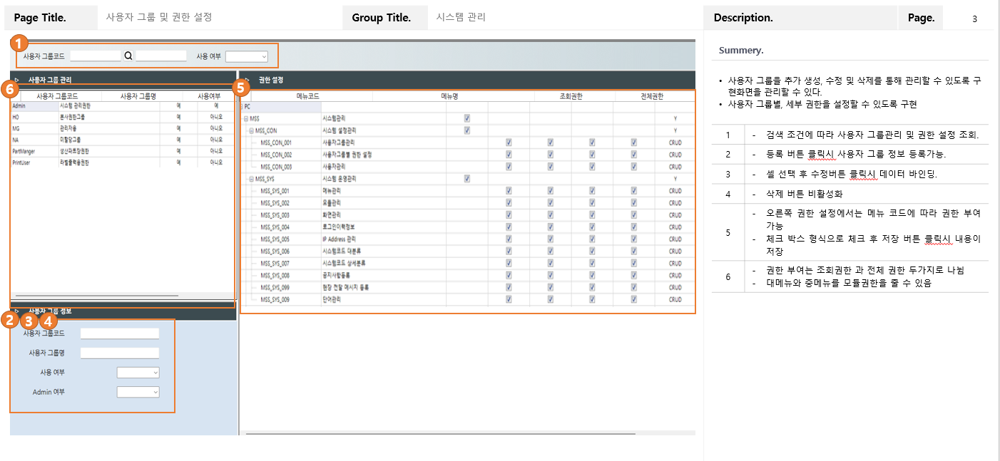 Page Title.
사용자 그룹 및 권한 설정
Group Title.
시스템 관리
Description.
Page.
3
1
사용자 그룹코드
사용 여부
사용자 그룹 관리
권한 설정
6
5
사용자 그룹코드 사용자 그룹명 사용여부
Admin 시스템 관리권한 예 예
HO 본사권한그룹 예 아니오
MG 관리자용 예 아니오
NA 미할당그룹 예 아니오
PartManger 생산파트장권한 예 아니오
PrintUser 라벨출력용권한 예 아니오
메뉴코드 메뉴명 조회권한 전체권한
PC
MSS 시스템관리 Y
MSS_CON 시스템 설정관리 Y
MSS_CON_001 사용자그룹관리 CRUD
MSS_CON_002 사용자그룹별 권한 설정 CRUD
MSS_CON_003 사용자관리 CRUD
MSS_SYS 시스템 운영관리 Y
MSS_SYS_001 메뉴관리 CRUD
MSS_SYS_002 모듈관리 CRUD
MSS_SYS_003 화면관리 CRUD
MSS_SYS_004 로그인이력정보 CRUD
MSS_SYS_005 IP Address 관리 CRUD
MSS_SYS_006 시스템코드 대분류 CRUD
MSS_SYS_007 시스템코드 상세분류 CRUD
MSS_SYS_008 공지사항등록 CRUD
MSS_SYS_099 현장 전달 메시지 등록 CRUD
MSS_SYS_009 단어관리 CRUD
사용자 그룹 정보
2 3 4
사용자 그룹코드
사용자 그룹명
사용 여부
Admin 여부
Summery.
• 사용자 그룹을 추가 생성, 수정 및 삭제를 통해 관리할 수 있도록 구
현화면을 관리할 수 있다.
• 사용자 그룹별, 세부 권한을 설정할 수 있도록 구현
1 - 검색 조건에 따라 사용자 그룹관리 및 권한 설정 조회.
2 - 등록 버튼 클릭시 사용자 그룹 정보 등록가능.
3 - 셀 선택 후 수정버튼 클릭시 데이터 바인딩.
4 - 삭제 버튼 비활성화
5 - 오른쪽 권한 설정에서는 메뉴 코드에 따라 권한 부여
가능
- 체크 박스 형식으로 체크 후 저장 버튼 클릭시 내용이
저장
6 - 권한 부여는 조회권한 과 전체 권한 두가지로 나뉨
- 대메뉴와 중메뉴를 모듈권한을 줄 수 있음